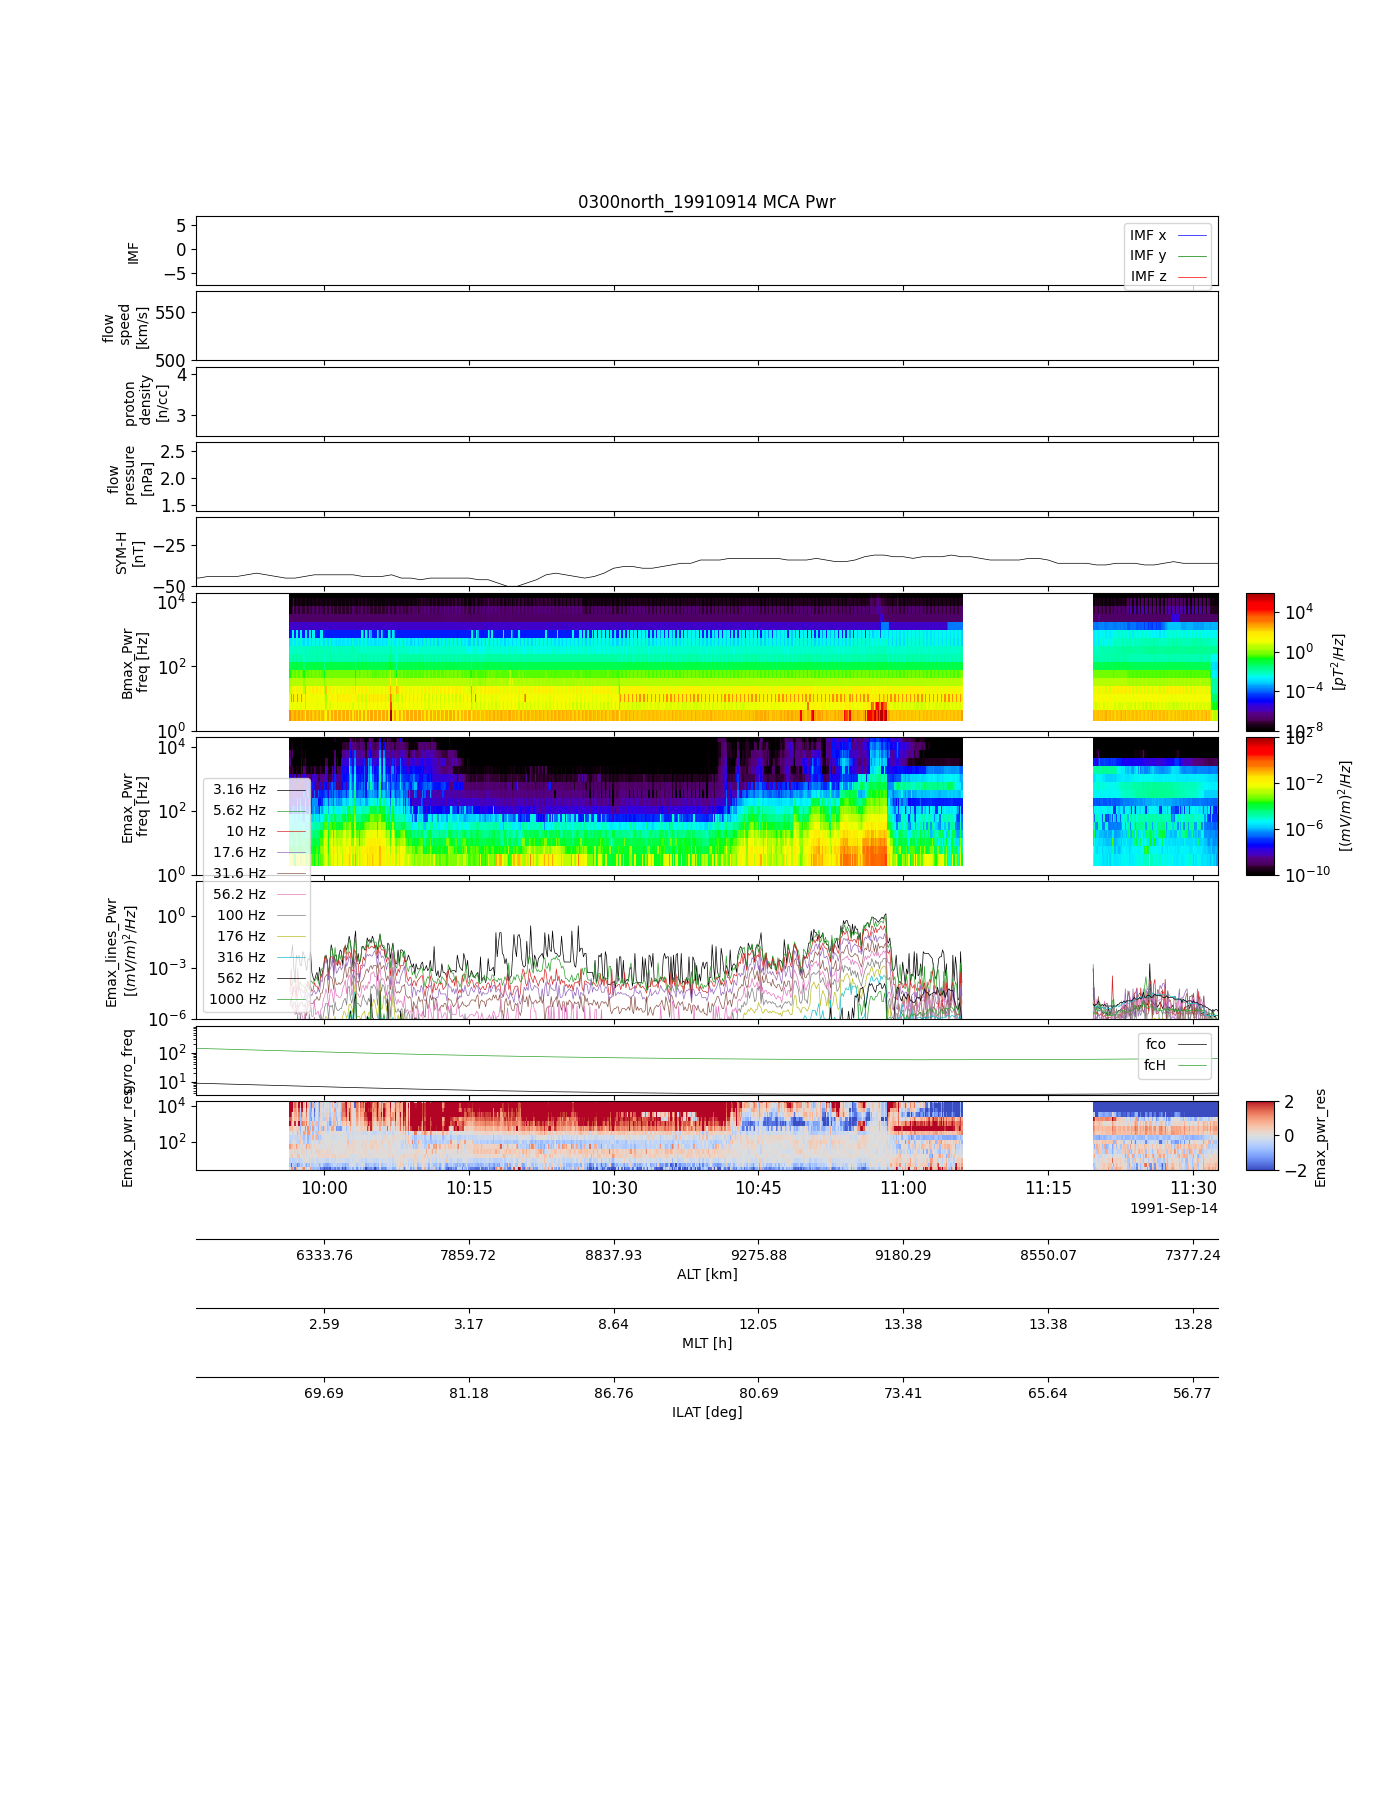 0300north_19910914 MCA Pwr
IMF
5
0
−5
IMF x
IMF y
IMF z
flow
speed
[km/s]
550
500
proton
density
[n/cc]
4
3
flow
pressure
[nPa]
2.5
2.0
1.5
SYM-H
[nT]
−25
−50
Bmax_Pwr
freq [Hz]
10^4
10^2
10^0
10^4
10^0
10^−4
10^−8
[pT^2/Hz]
Emax_Pwr
freq [Hz]
10^4
10^2
10^0
10^2
10^−2
10^−6
10^−10
[(mV/m)^2/Hz]
3.16 Hz
5.62 Hz
10 Hz
17.6 Hz
31.6 Hz
56.2 Hz
100 Hz
176 Hz
316 Hz
562 Hz
1000 Hz
Emax_lines_Pwr
[(mV/m)^2/Hz]
10^0
10^−3
10^−6
gyro_freq
10^2
10^1
fco
fcH
Emax_pwr_res
10^4
10^2
2
0
−2
Emax_pwr_res
10:00 10:15 10:30 10:45 11:00 11:15 11:30
1991-Sep-14
6333.76 7859.72 8837.93 9275.88 9180.29 8550.07 7377.24
ALT [km]
2.59 3.17 8.64 12.05 13.38 13.38 13.28
MLT [h]
69.69 81.18 86.76 80.69 73.41 65.64 56.77
ILAT [deg]